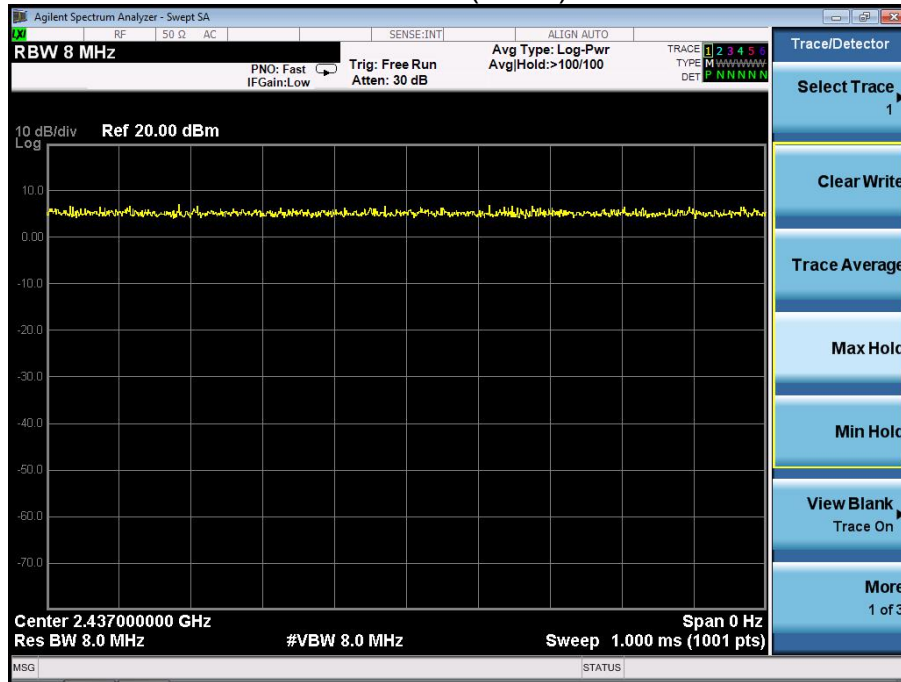 Agilent Spectrum Analyzer - Swept SA
LXI RF 50 Ω AC SENSE:INT ALIGN AUTO
RBW 8 MHz
PNO: Fast
IFGain:Low
Trig: Free Run
Atten: 30 dB
Avg Type: Log-Pwr
Avg|Hold:>100/100
TRACE 1 2 3 4 5 6
TYPE M WWWWW
DET P N N N N N
10 dB/div Ref 20.00 dBm
Log
10.0
0.00
-10.0
-20.0
-30.0
-40.0
-50.0
-60.0
-70.0
Center 2.437000000 GHz Span 0 Hz
Res BW 8.0 MHz #VBW 8.0 MHz Sweep 1.000 ms (1001 pts)
MSG STATUS
Trace/Detector
Select Trace
1
Clear Write
Trace Average
Max Hold
Min Hold
View Blank
Trace On
More
1 of 3